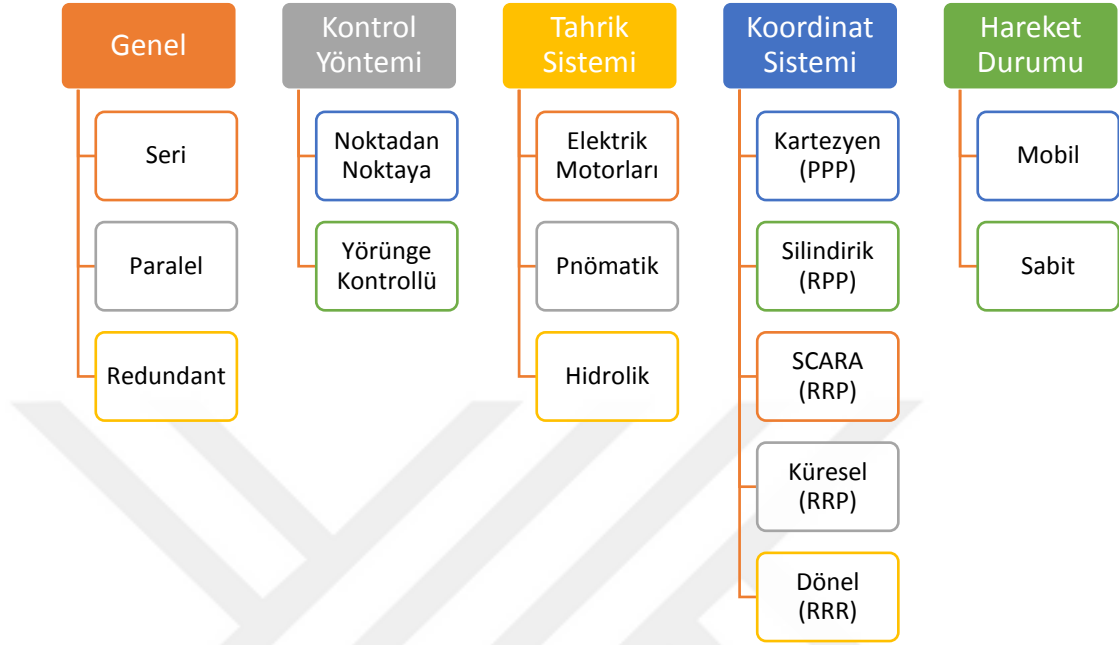 Genel
Seri
Paralel
Redundant
Kontrol
Yöntemi
Noktadan
Noktaya
Yörünge
Kontrollü
Tahrik
Sistemi
Elektrik
Motorları
Pnömatik
Hidrolik
Koordinat
Sistemi
Kartezyen
(PPP)
Silindirik
(RPP)
SCARA
(RRP)
Küresel
(RRP)
Dönel
(RRR)
Hareket
Durumu
Mobil
Sabit